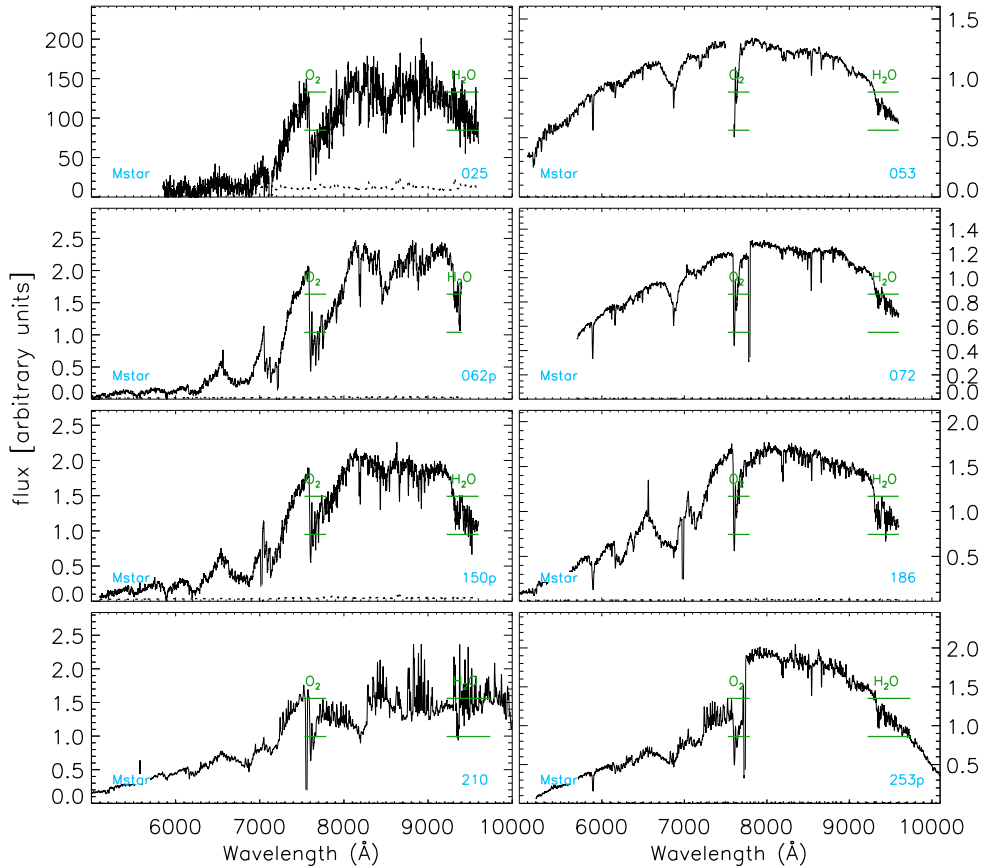 200
150
100
50
0
O₂
H₂O
Mstar
025
1.5
1.0
0.5
0.0
O₂
H₂O
Mstar
053
2.5
2.0
1.5
1.0
0.5
0.0
O₂
H₂O
Mstar
062p
1.4
1.2
1.0
0.8
0.6
0.4
0.2
0.0
O₂
H₂O
Mstar
072
flux [arbitrary units]
2.5
2.0
1.5
1.0
0.5
0.0
O₂
H₂O
Mstar
150p
2.0
1.5
1.0
0.5
O₂
H₂O
Mstar
186
2.5
2.0
1.5
1.0
0.5
0.0
O₂
H₂O
Mstar
210
2.0
1.5
1.0
0.5
O₂
H₂O
Mstar
253p
6000 7000 8000 9000 10000
6000 7000 8000 9000 10000
Wavelength (Å)
Wavelength (Å)